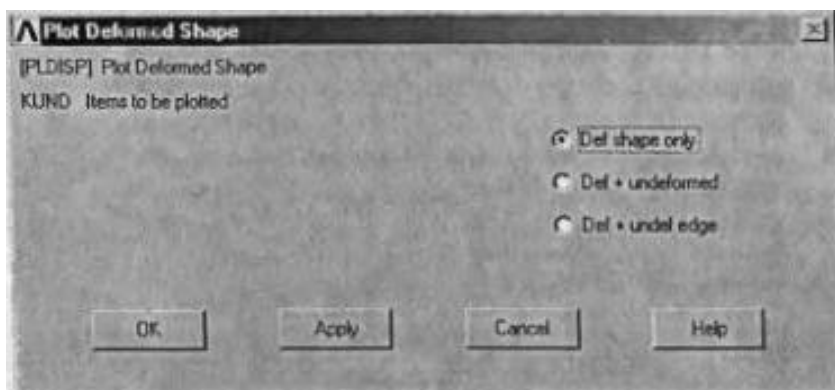 Plot Deformed Shape
[PLDISP] Plot Deformed Shape
KUND Items to be plotted
Def shape only
Def + undeformed
Def + undef edge
OK
Apply
Cancel
Help